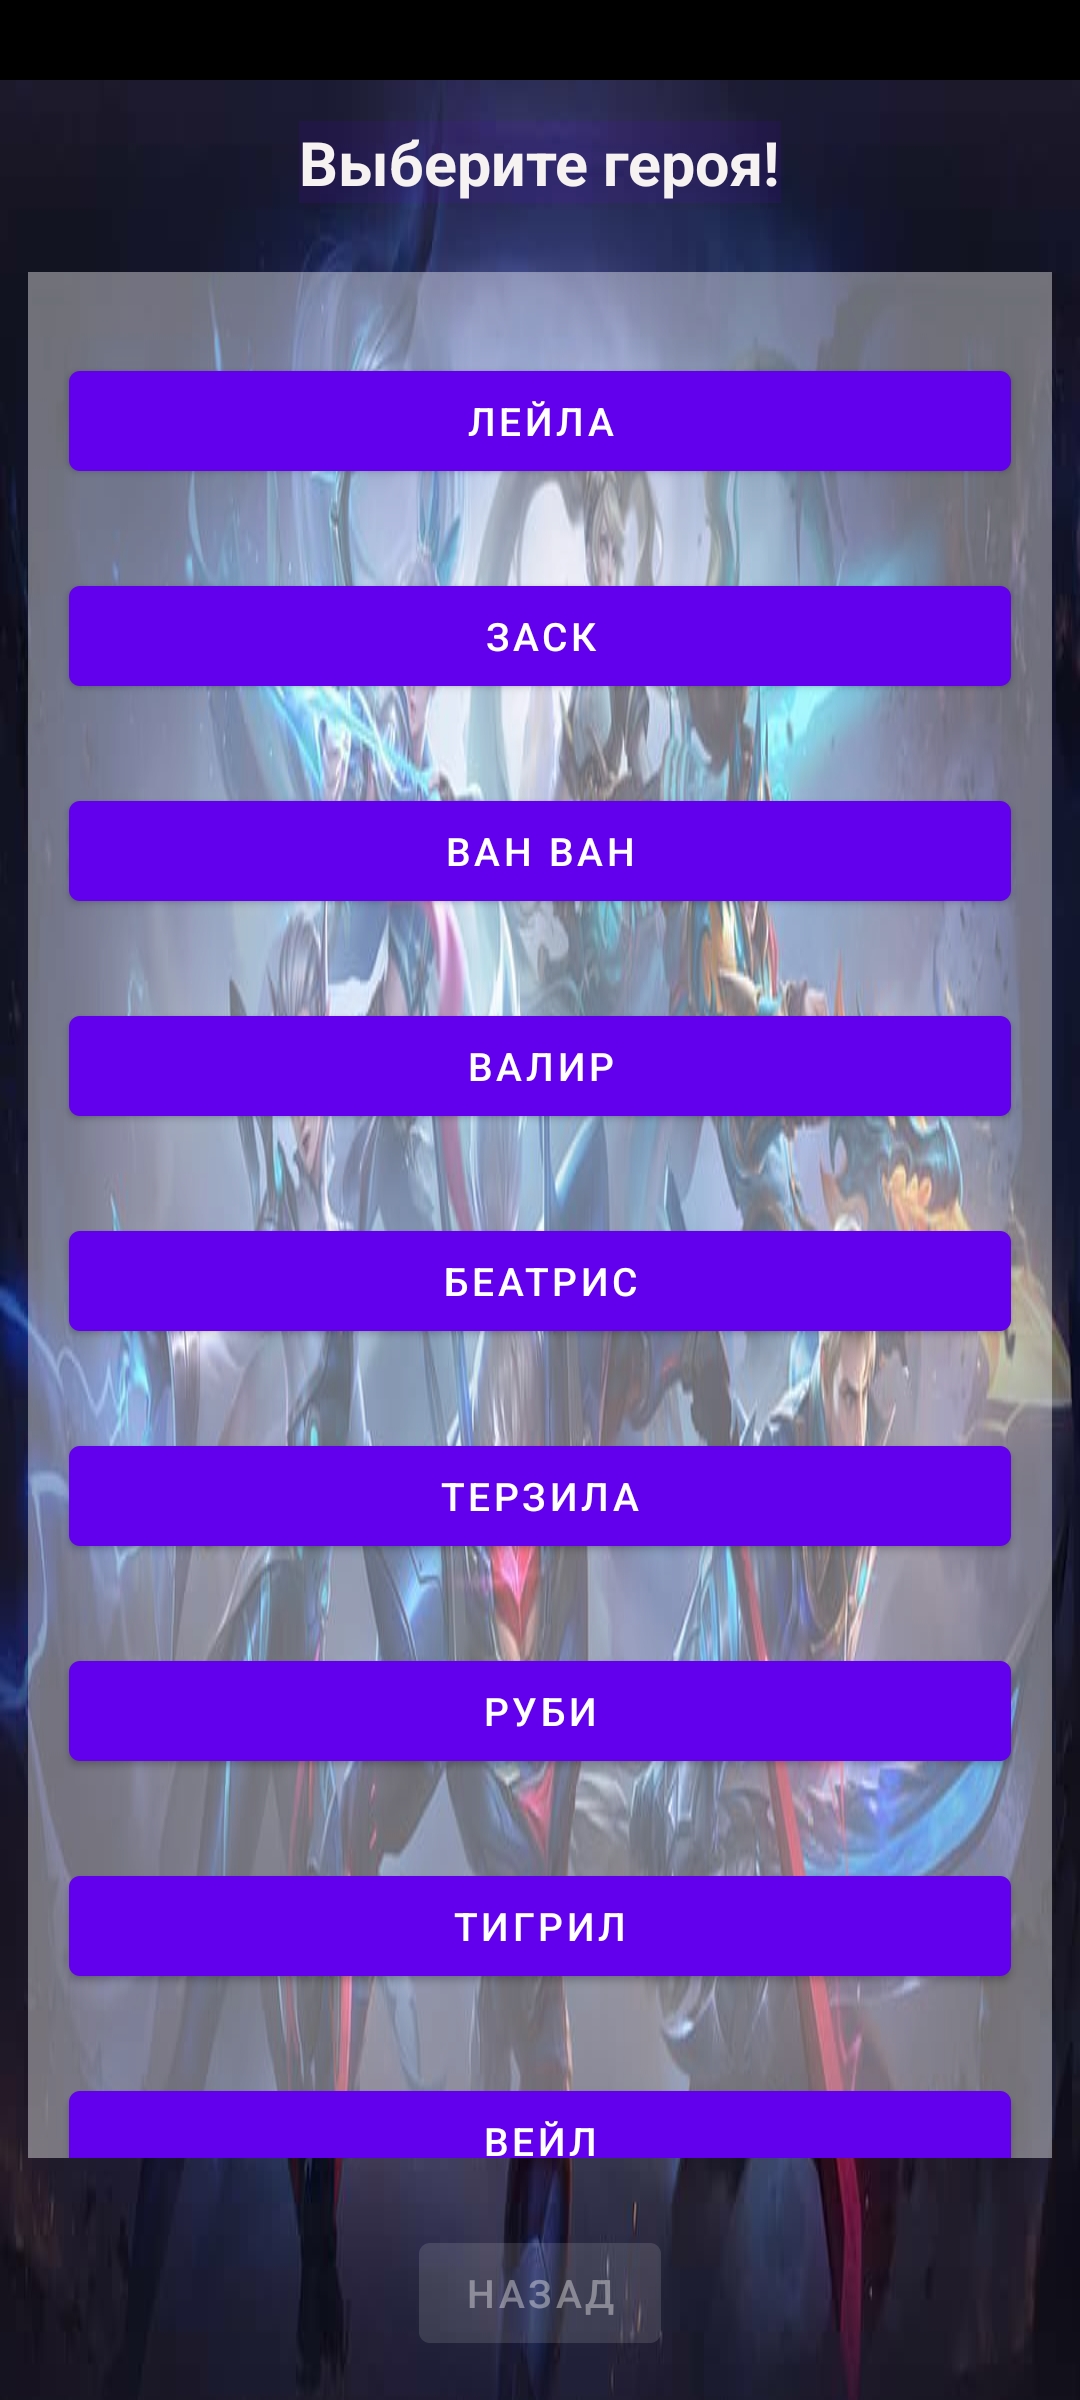 Выберите героя!
ЛЕЙЛА
ЗАСК
ВАН ВАН
ВАЛИР
БЕАТРИС
ТЕРЗИЛА
РУБИ
ТИГРИЛ
ВЕЙЛ
НАЗАД